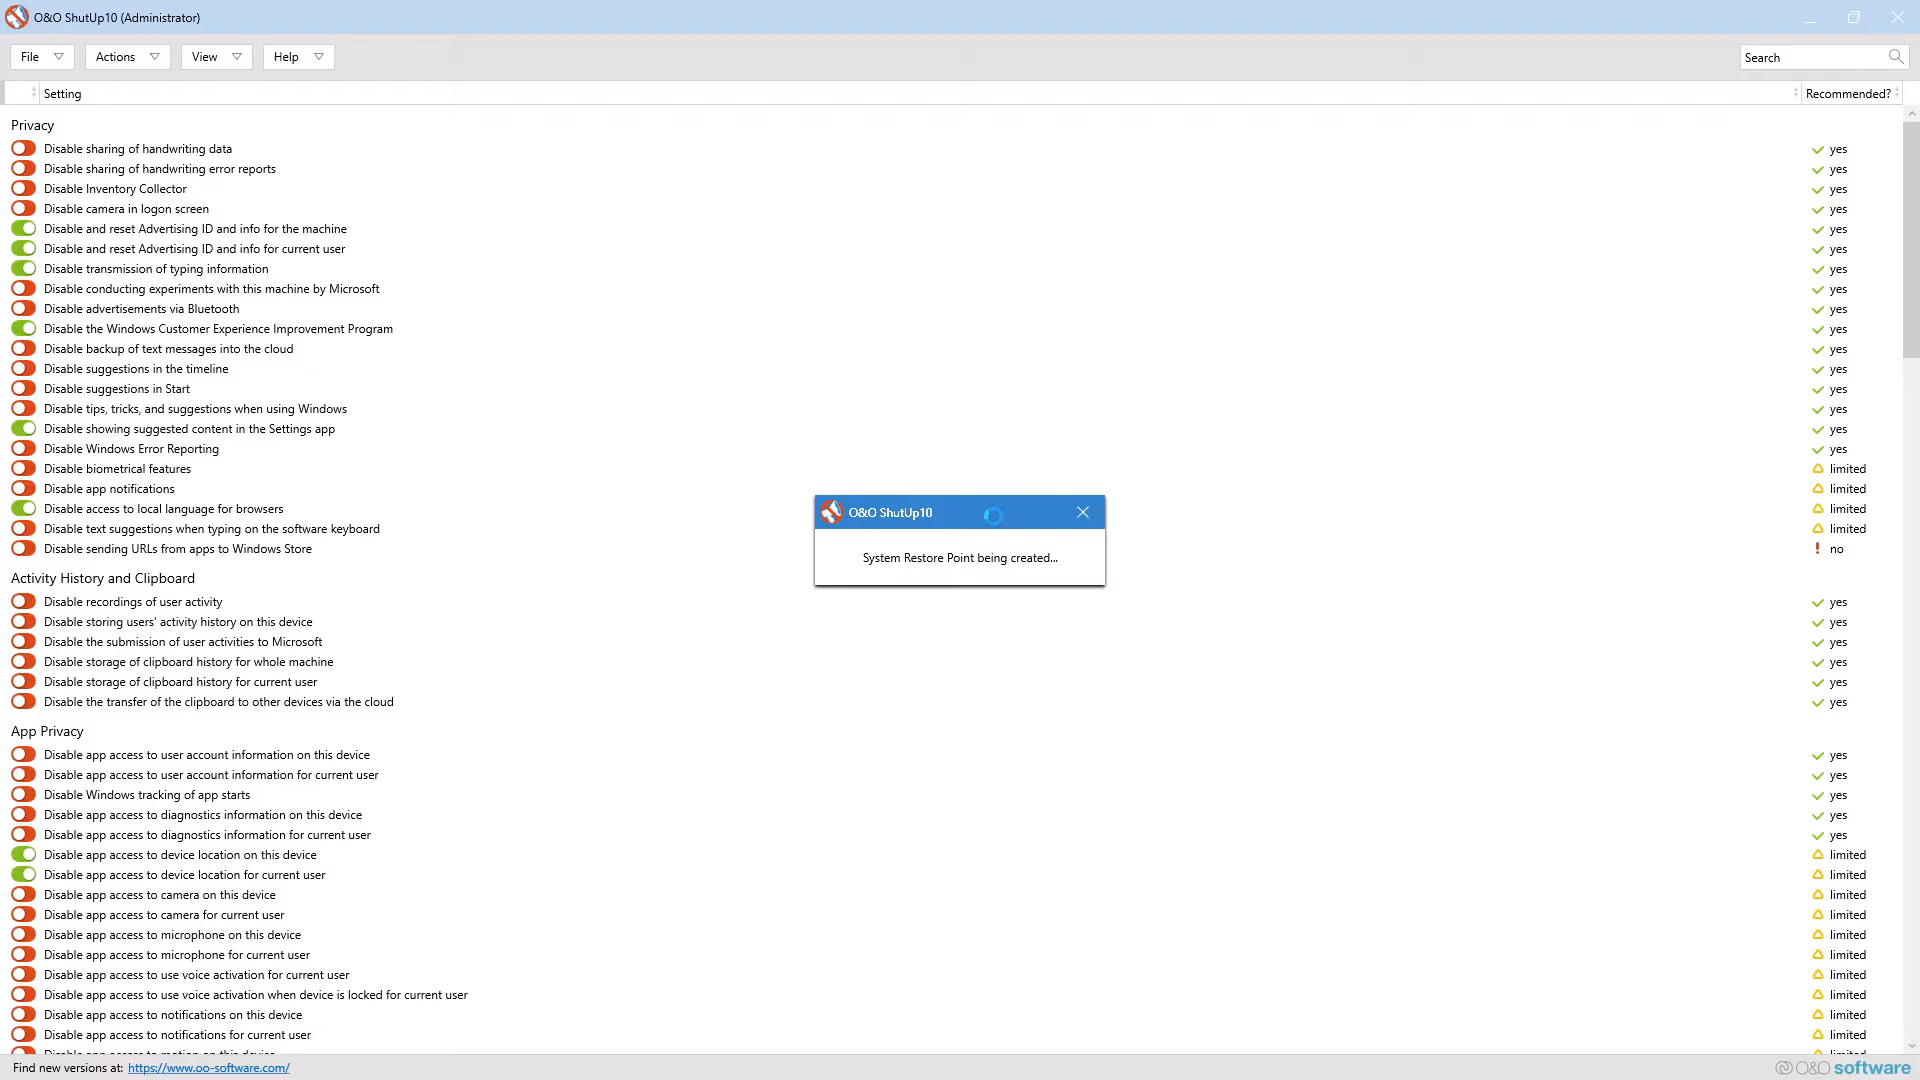 O&O ShutUp10 (Administrator)
File Actions View Help Search
Setting Recommended?
Privacy
Disable sharing of handwriting data yes
Disable sharing of handwriting error reports yes
Disable Inventory Collector yes
Disable camera in logon screen yes
Disable and reset Advertising ID and info for the machine yes
Disable and reset Advertising ID and info for current user yes
Disable transmission of typing information yes
Disable conducting experiments with this machine by Microsoft yes
Disable advertisements via Bluetooth yes
Disable the Windows Customer Experience Improvement Program yes
Disable backup of text messages into the cloud yes
Disable suggestions in the timeline yes
Disable suggestions in Start yes
Disable tips, tricks, and suggestions when using Windows yes
Disable showing suggested content in the Settings app yes
Disable Windows Error Reporting yes
Disable biometrical features limited
Disable app notifications limited
Disable access to local language for browsers limited
Disable text suggestions when typing on the software keyboard limited
Disable sending URLs from apps to Windows Store no
O&O ShutUp10
System Restore Point being created...
Activity History and Clipboard
Disable recordings of user activity yes
Disable storing users' activity history on this device yes
Disable the submission of user activities to Microsoft yes
Disable storage of clipboard history for whole machine yes
Disable storage of clipboard history for current user yes
Disable the transfer of the clipboard to other devices via the cloud yes
App Privacy
Disable app access to user account information on this device yes
Disable app access to user account information for current user yes
Disable Windows tracking of app starts yes
Disable app access to diagnostics information on this device yes
Disable app access to diagnostics information for current user yes
Disable app access to device location on this device limited
Disable app access to device location for current user limited
Disable app access to camera on this device limited
Disable app access to camera for current user limited
Disable app access to microphone on this device limited
Disable app access to microphone for current user limited
Disable app access to use voice activation for current user limited
Disable app access to use voice activation when device is locked for current user limited
Disable app access to notifications on this device limited
Disable app access to notifications for current user limited
Disable app access to motion on this device limited
Find new versions at: https://www.oo-software.com/ O&O software